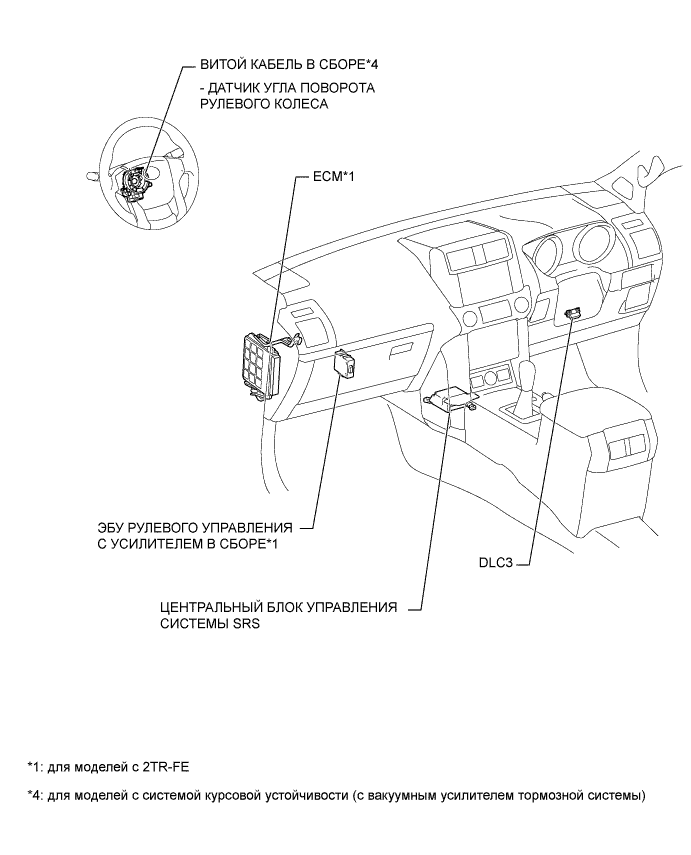 ВИТОЙ КАБЕЛЬ В СБОРЕ*4
- ДАТЧИК УГЛА ПОВОРОТА
РУЛЕВОГО КОЛЕСА
ECM*1
ЭБУ РУЛЕВОГО УПРАВЛЕНИЯ
С УСИЛИТЕЛЕМ В СБОРЕ*1
DLC3
ЦЕНТРАЛЬНЫЙ БЛОК УПРАВЛЕНИЯ
СИСТЕМЫ SRS
*1: для моделей с 2TR-FE
*4: для моделей с системой курсовой устойчивости (с вакуумным усилителем тормозной системы)